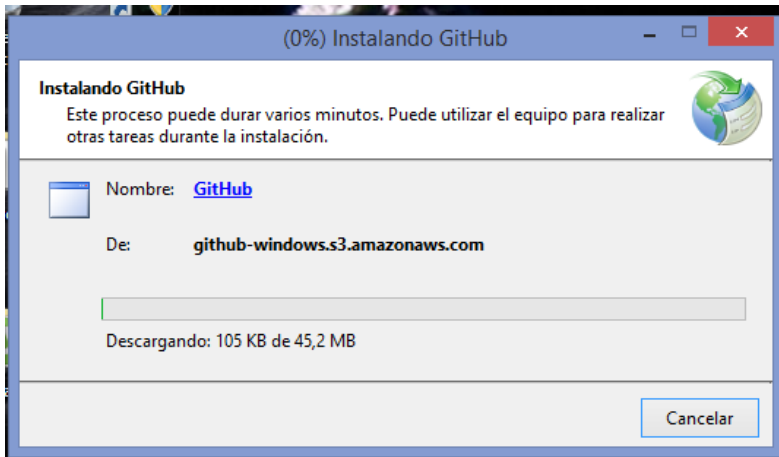 (0%) Instalando GitHub
Instalando GitHub
Este proceso puede durar varios minutos. Puede utilizar el equipo para realizar
otras tareas durante la instalación.
Nombre: GitHub
De: github-windows.s3.amazonaws.com
Descargando: 105 KB de 45,2 MB
Cancelar